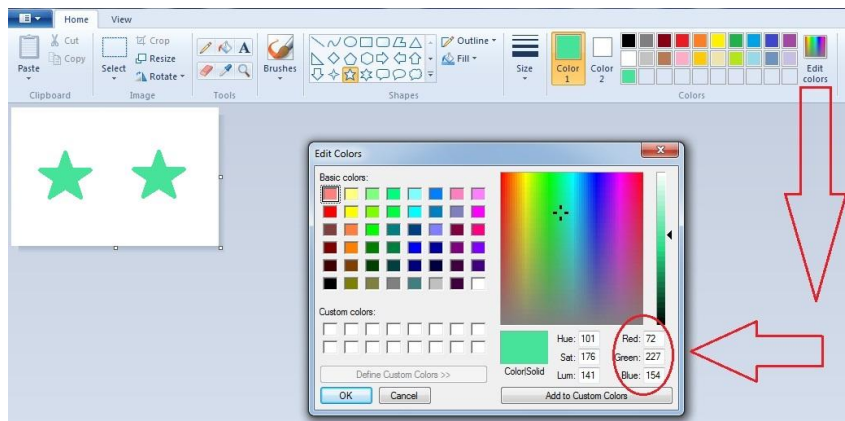 Home View
Paste
Cut
Copy
Clipboard
Select
Crop
Resize
Rotate
Image
A
Tools
Brushes
Outline
Fill
Shapes
Size
Color 1
Color 2
Edit colors
Colors
Edit Colors
Basic colors:
Custom colors:
Define Custom Colors >>
OK Cancel
Color|Solid
Hue: 101 Red: 72
Sat: 176 Green: 227
Lum: 141 Blue: 154
Add to Custom Colors